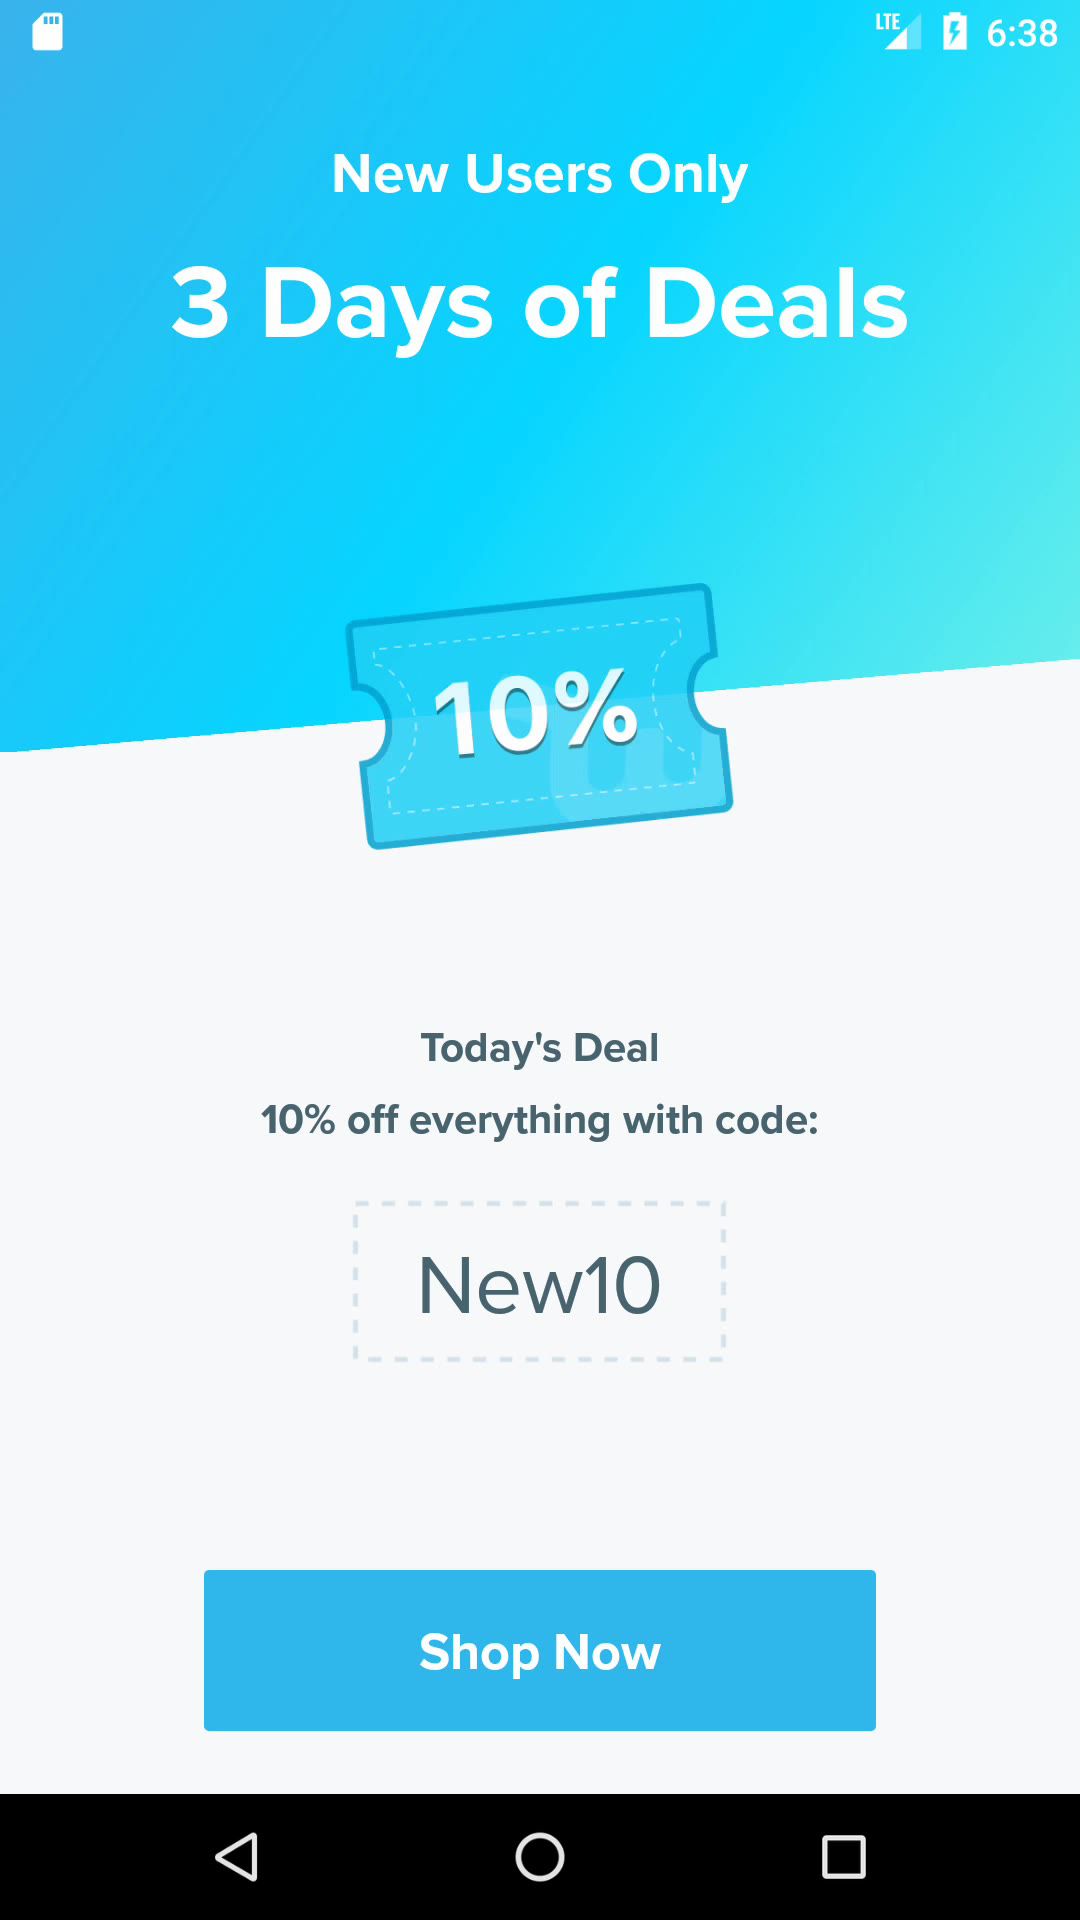 LTE 6:38
New Users Only
3 Days of Deals
10%
Today's Deal
10% off everything with code:
New10
Shop Now